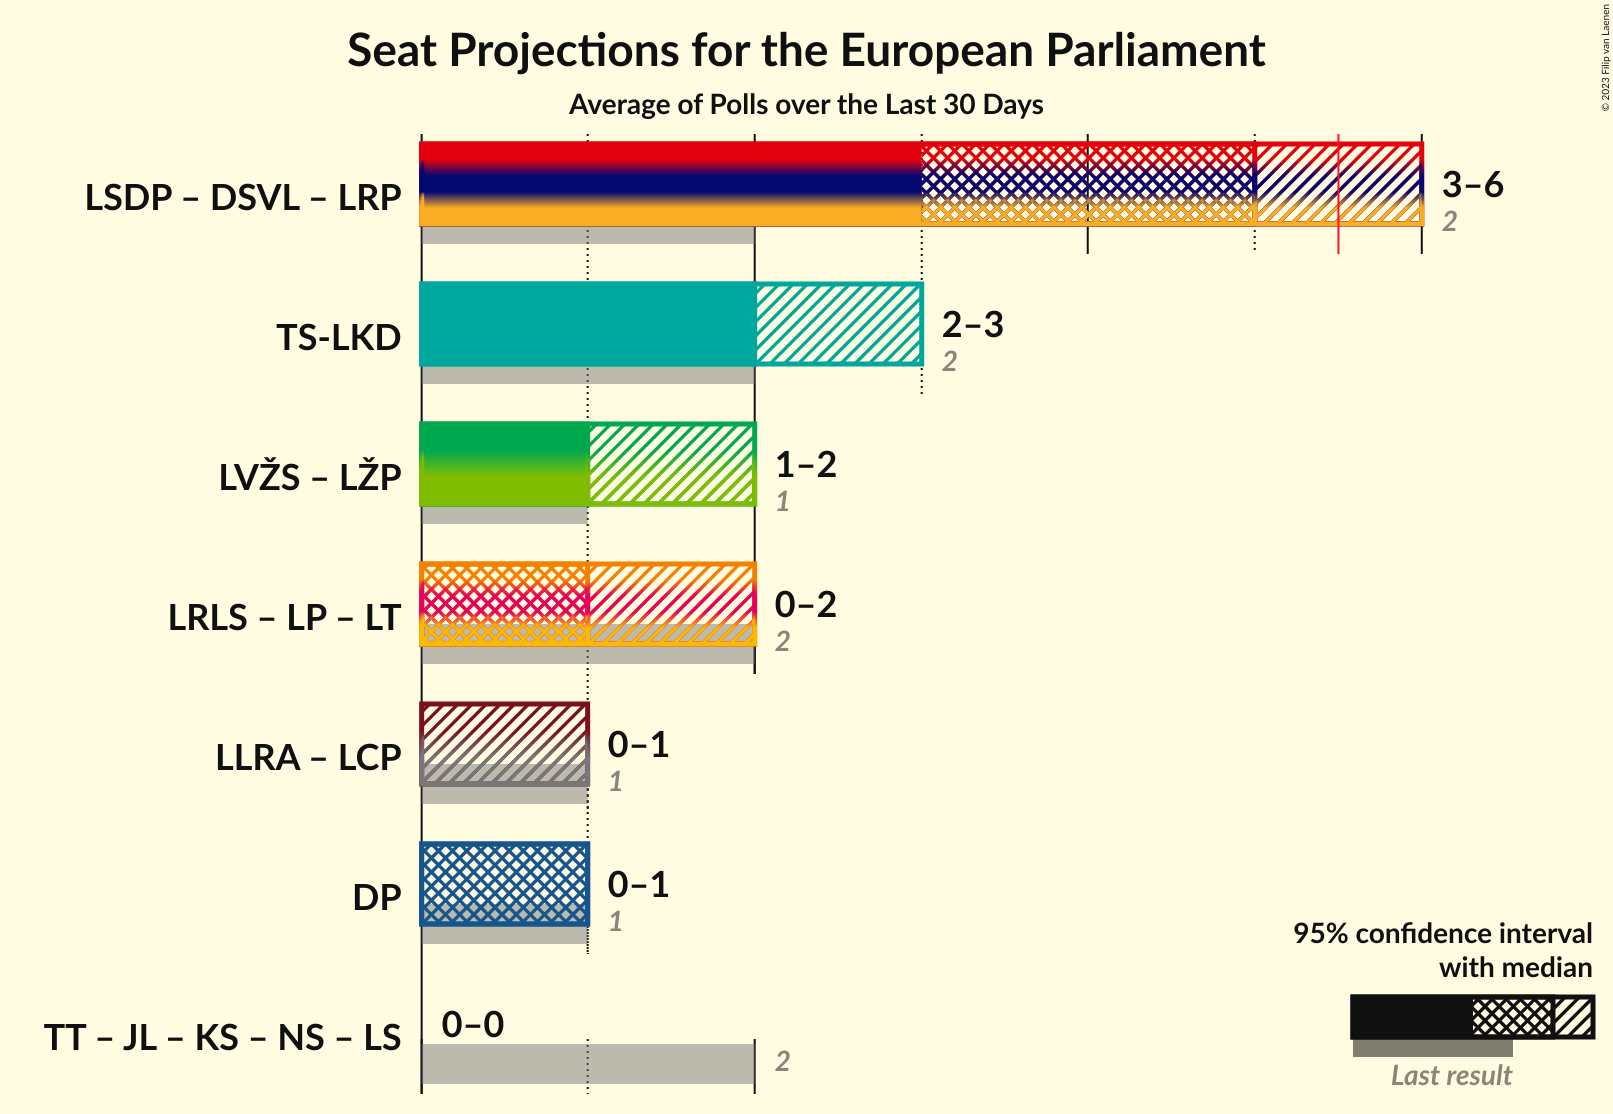 Seat Projections for the European Parliament
Average of Polls over the Last 30 Days
© 2023 Filip van Laenen
LSDP – DSVL – LRP
3–6
2
TS-LKD
2–3
2
LVŽS – LŽP
1–2
1
LRLS – LP – LT
0–2
2
LLRA – LCP
0–1
1
DP
0–1
1
TT – JL – KS – NS – LS
0–0
2
95% confidence interval
with median
Last result